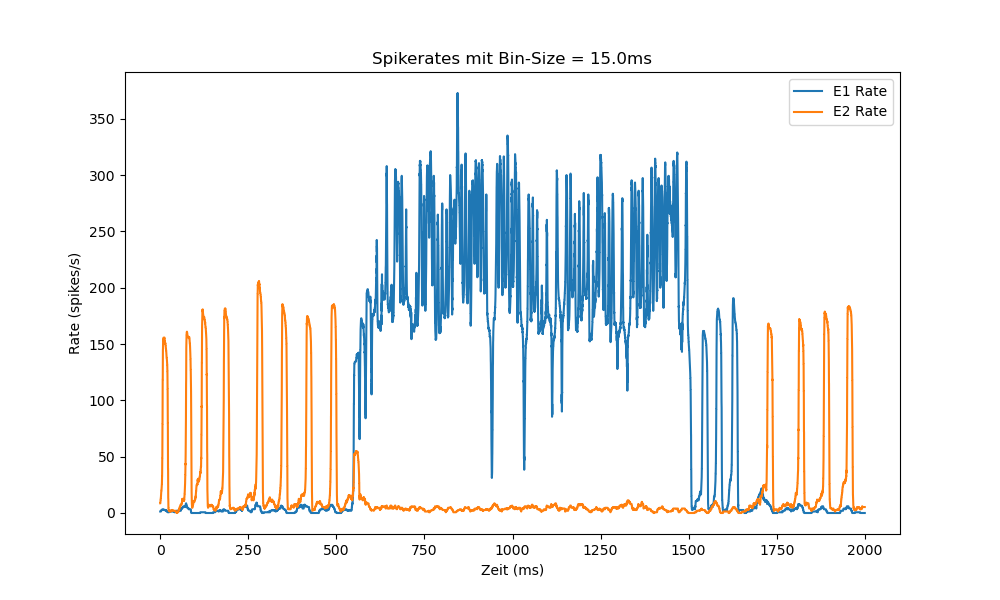 Spikerates mit Bin-Size = 15.0ms
E1 Rate
E2 Rate
Rate (spikes/s)
350
300
250
200
150
100
50
0
0 250 500 750 1000 1250 1500 1750 2000
Zeit (ms)